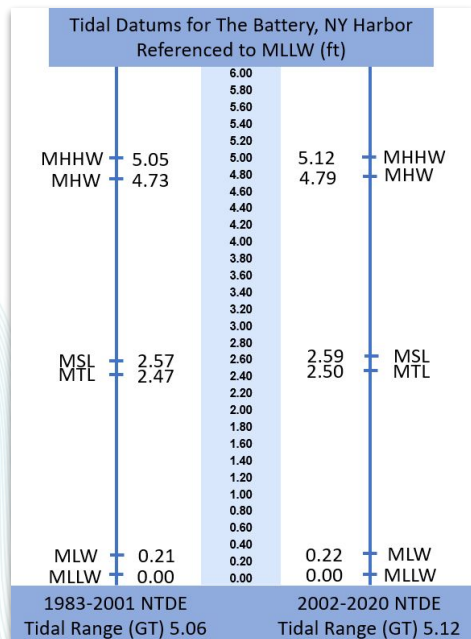 Tidal Datums for The Battery, NY Harbor
Referenced to MLLW (ft)
6.00
5.80
5.60
5.40
5.20
MHHW 5.05 5.00 5.12 MHHW
MHW 4.73 4.80 4.79 MHW
4.60
4.40
4.20
4.00
3.80
3.60
3.40
3.20
3.00
2.80
MSL 2.57 2.60 2.59 MSL
MTL 2.47 2.40 2.50 MTL
2.20
2.00
1.80
1.60
1.40
1.20
1.00
0.80
0.60
0.40
MLW 0.21 0.20 0.22 MLW
MLLW 0.00 0.00 0.00 MLLW
1983-2001 NTDE 2002-2020 NTDE
Tidal Range (GT) 5.06 Tidal Range (GT) 5.12